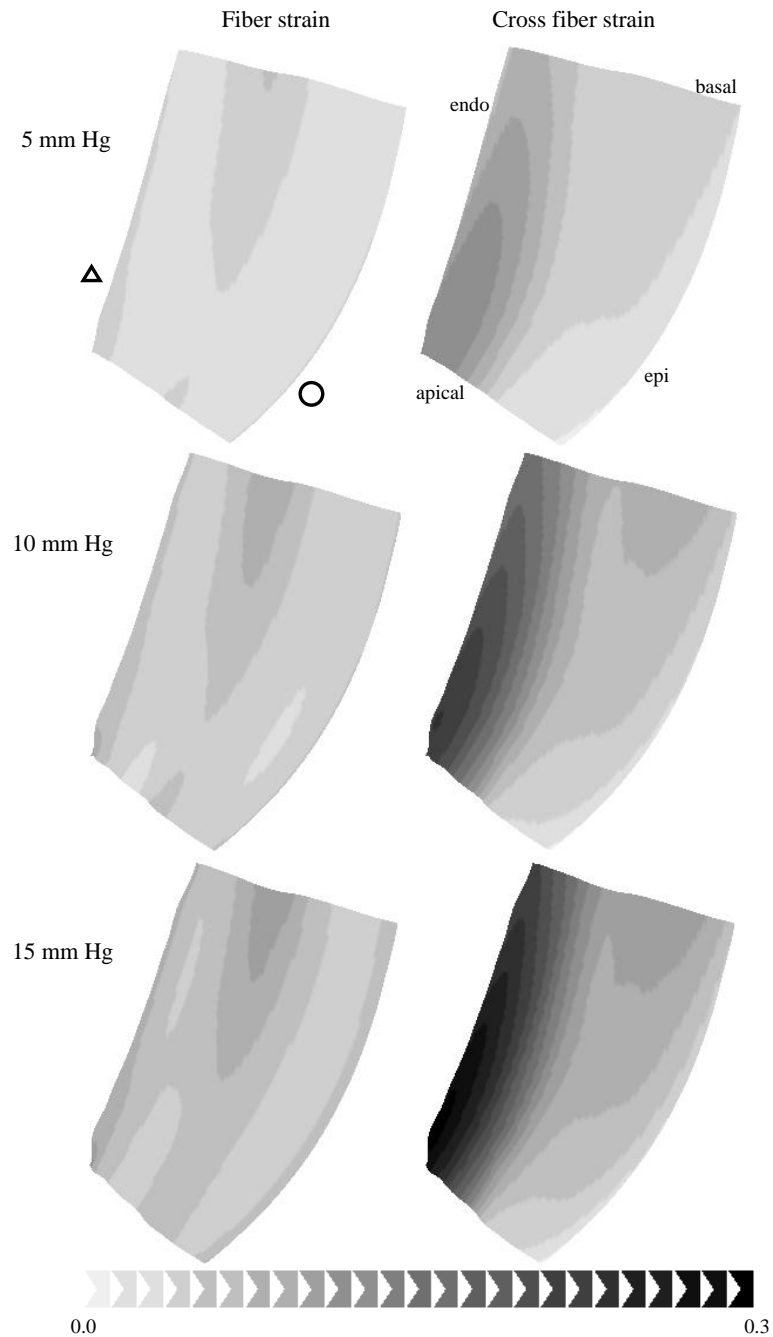 Fiber strain
Cross fiber strain
basal
endo
5 mm Hg
epi
apical
10 mm Hg
15 mm Hg
0.0
0.3